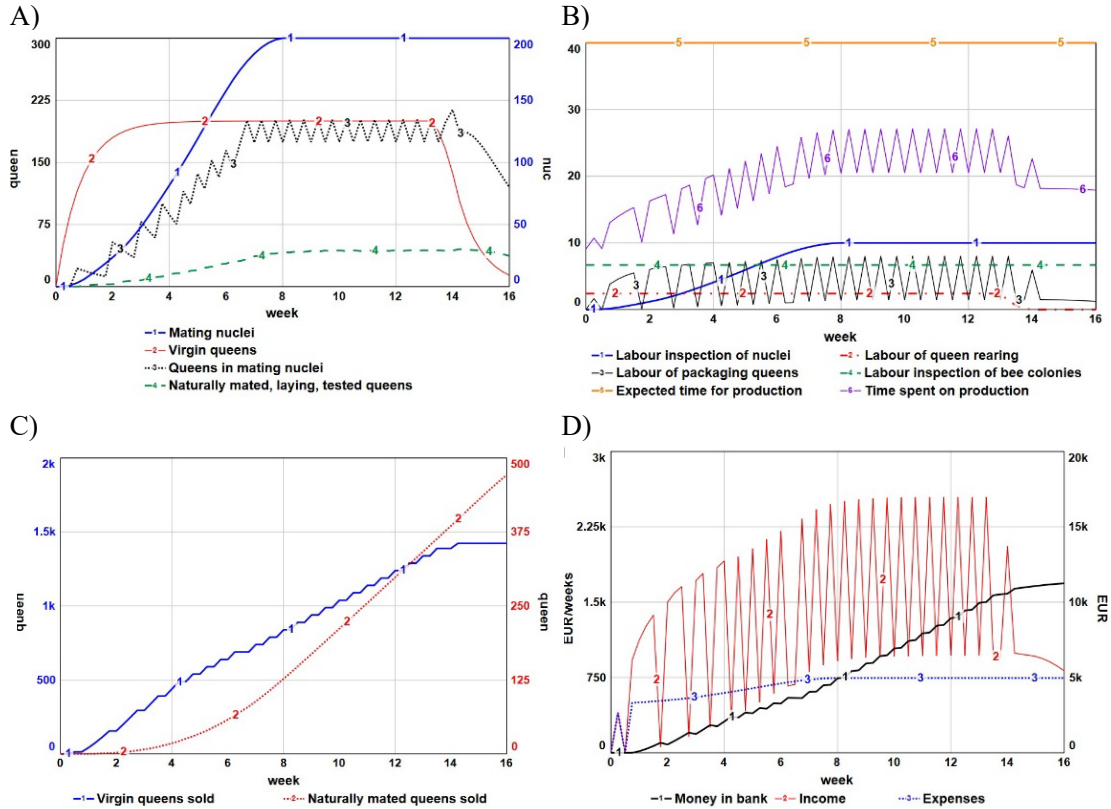 A)
300
225
150
75
0
queen
200
150
100
50
0
nuc
0 2 4 6 8 10 12 14 16
week
1 Mating nuclei
2 Virgin queens
3 Queens in mating nuclei
4 Naturally mated, laying, tested queens
B)
40
30
20
10
0
nuc
0 2 4 6 8 10 12 14 16
week
1 Labour inspection of nuclei
2 Labour of queen rearing
3 Labour of packaging queens
4 Labour inspection of bee colonies
5 Expected time for production
6 Time spent on production
C)
2k
1.5k
1k
500
0
queen
500
375
250
125
0
queen
0 2 4 6 8 10 12 14 16
week
1 Virgin queens sold
2 Naturally mated queens sold
D)
3k
2.25k
1.5k
750
0
EUR/weeks
20k
15k
10k
5k
0
EUR
0 2 4 6 8 10 12 14 16
week
1 Money in bank
2 Income
3 Expenses